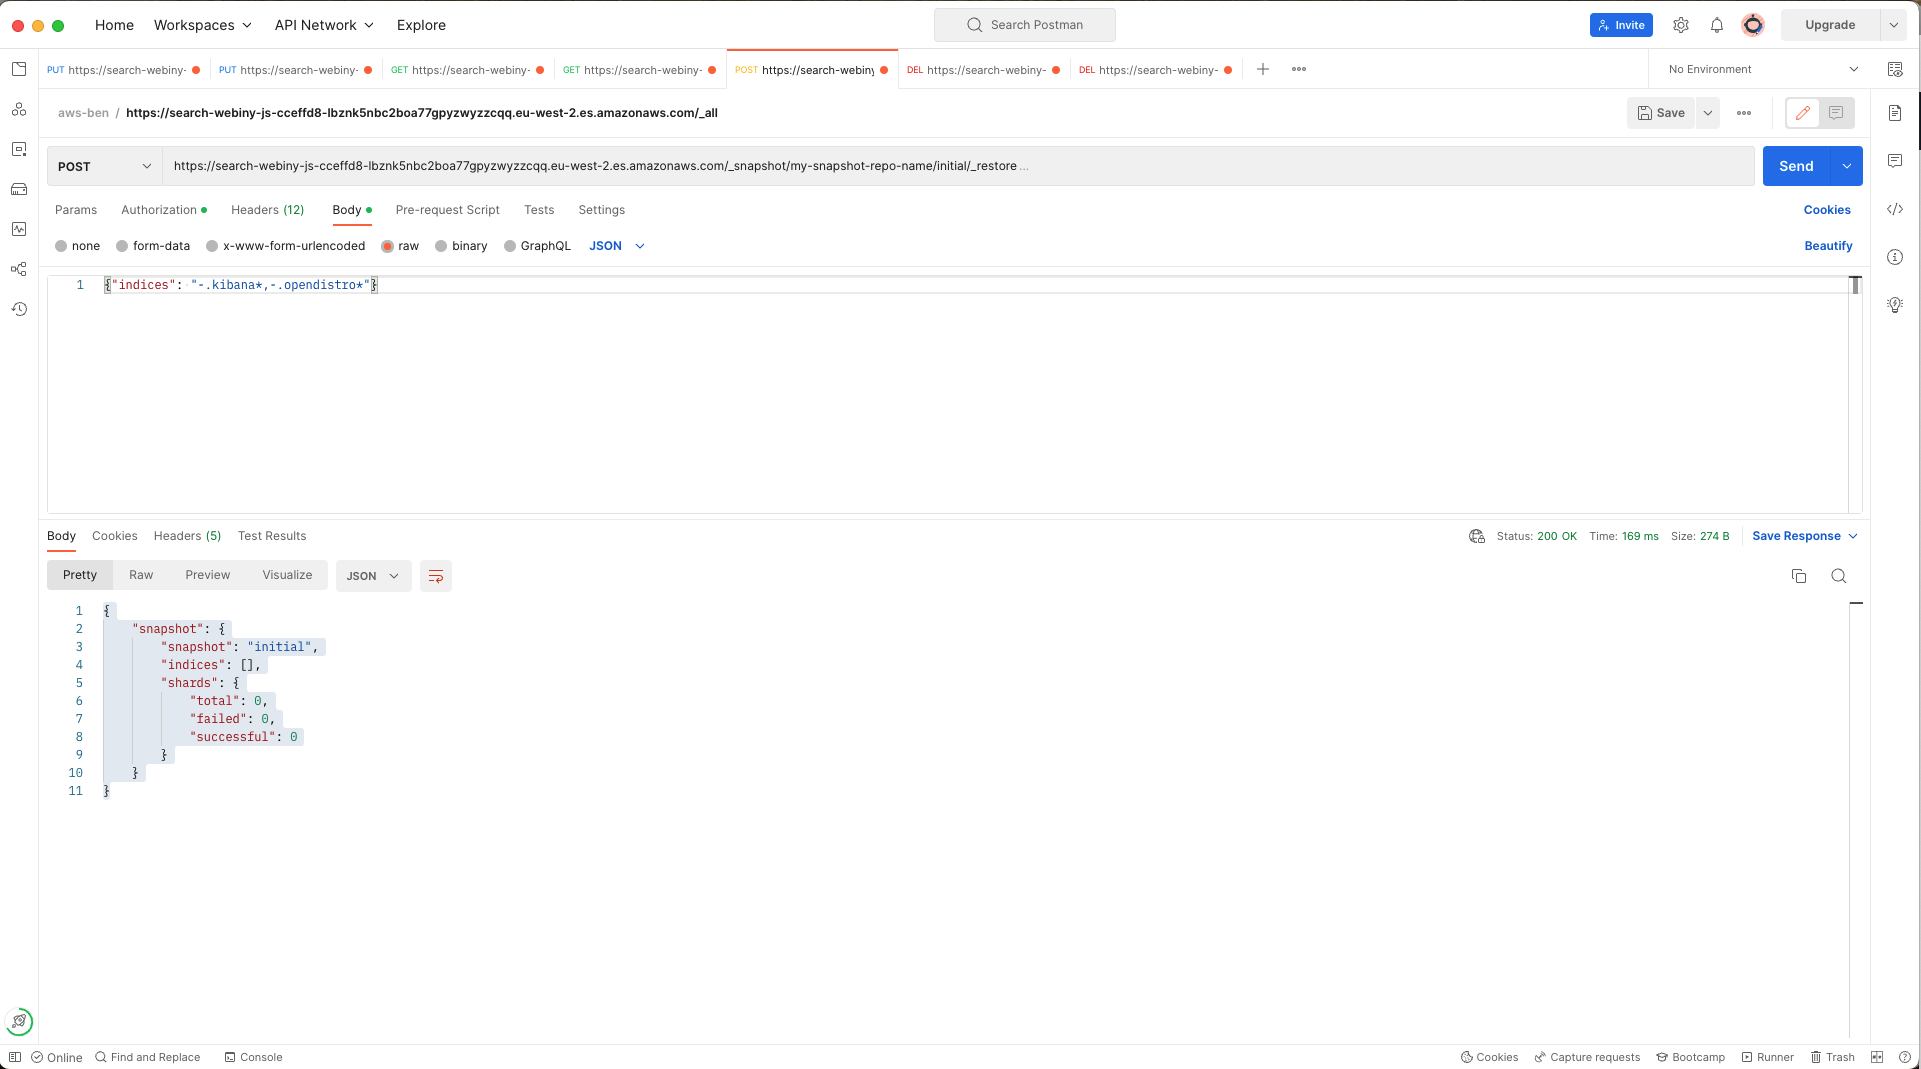 Home Workspaces API Network Explore Search Postman Invite Upgrade
PUT https://search-webiny- PUT https://search-webiny- GET https://search-webiny- GET https://search-webiny- POST https://search-webiny DEL https://search-webiny- DEL https://search-webiny- No Environment
aws-ben / https://search-webiny-js-cceffd8-lbznk5nbc2boa77gpyzwyzzcqq.eu-west-2.es.amazonaws.com/_all Save
POST https://search-webiny-js-cceffd8-lbznk5nbc2boa77gpyzwyzzcqq.eu-west-2.es.amazonaws.com/_snapshot/my-snapshot-repo-name/initial/_restore ... Send
Params Authorization Headers (12) Body Pre-request Script Tests Settings Cookies
none form-data x-www-form-urlencoded raw binary GraphQL JSON Beautify
1 {"indices": "-.kibana*,-.opendistro*"}
Body Cookies Headers (5) Test Results Status: 200 OK Time: 169 ms Size: 274 B Save Response
Pretty Raw Preview Visualize JSON
1 {
2 "snapshot": {
3 "snapshot": "initial",
4 "indices": [],
5 "shards": {
6 "total": 0,
7 "failed": 0,
8 "successful": 0
9 }
10 }
11 }
Online Find and Replace Console Cookies Capture requests Bootcamp Runner Trash